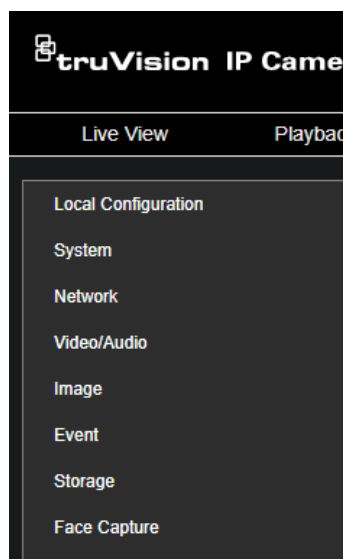 truVision IP Came
Live View Playbac
Local Configuration
System
Network
Video/Audio
Image
Event
Storage
Face Capture